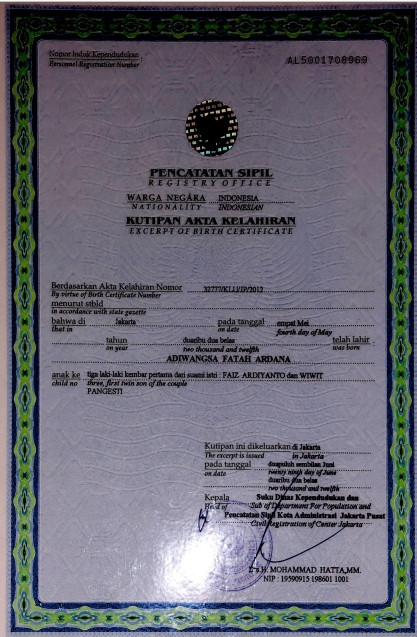 Nomor Induk Kependudukan
Personnel Registration Number
AL5001708969
PENCATATAN SIPIL
REGISTRY OFFICE
WARGA NEGARA INDONESIA
NATIONALITY INDONESIAN
KUTIPAN AKTA KELAHIRAN
EXCERPT OF BIRTH CERTIFICATE
Berdasarkan Akta Kelahiran Nomor
By virtue of Birth Certificate Number
menurut stbld
in accordance with state gazette
bahwa di Jakarta pada tanggal empat Mei
that in on date fourth day of May
tahun duaribu dua belas telah lahir
on year two thousand and twelfth was born
ADIWANGSA FATAH ARDANA
anak ke tiga laki-laki kembar pertama dari suami istri : FAIZ ARDIYANTO dan WIWIT
child no three, first twin son of the couple
PANGESTI
Kutipan ini dikeluarkan di Jakarta
The excerpt is issued in Jakarta
pada tanggal duapuluh sembilan Juni
on date twenty ninth day of June
duaribu dua belas
two thousand and twelfth
Kepala Suku Dinas Kependudukan dan
Head of Sub of Department For Population and
Pencatatan Sipil Kota Administrasi Jakarta Pusat
Civil Registration of Center Jakarta
H. MOHAMMAD HATTA,MM.
NIP : 19590915 198601 1001